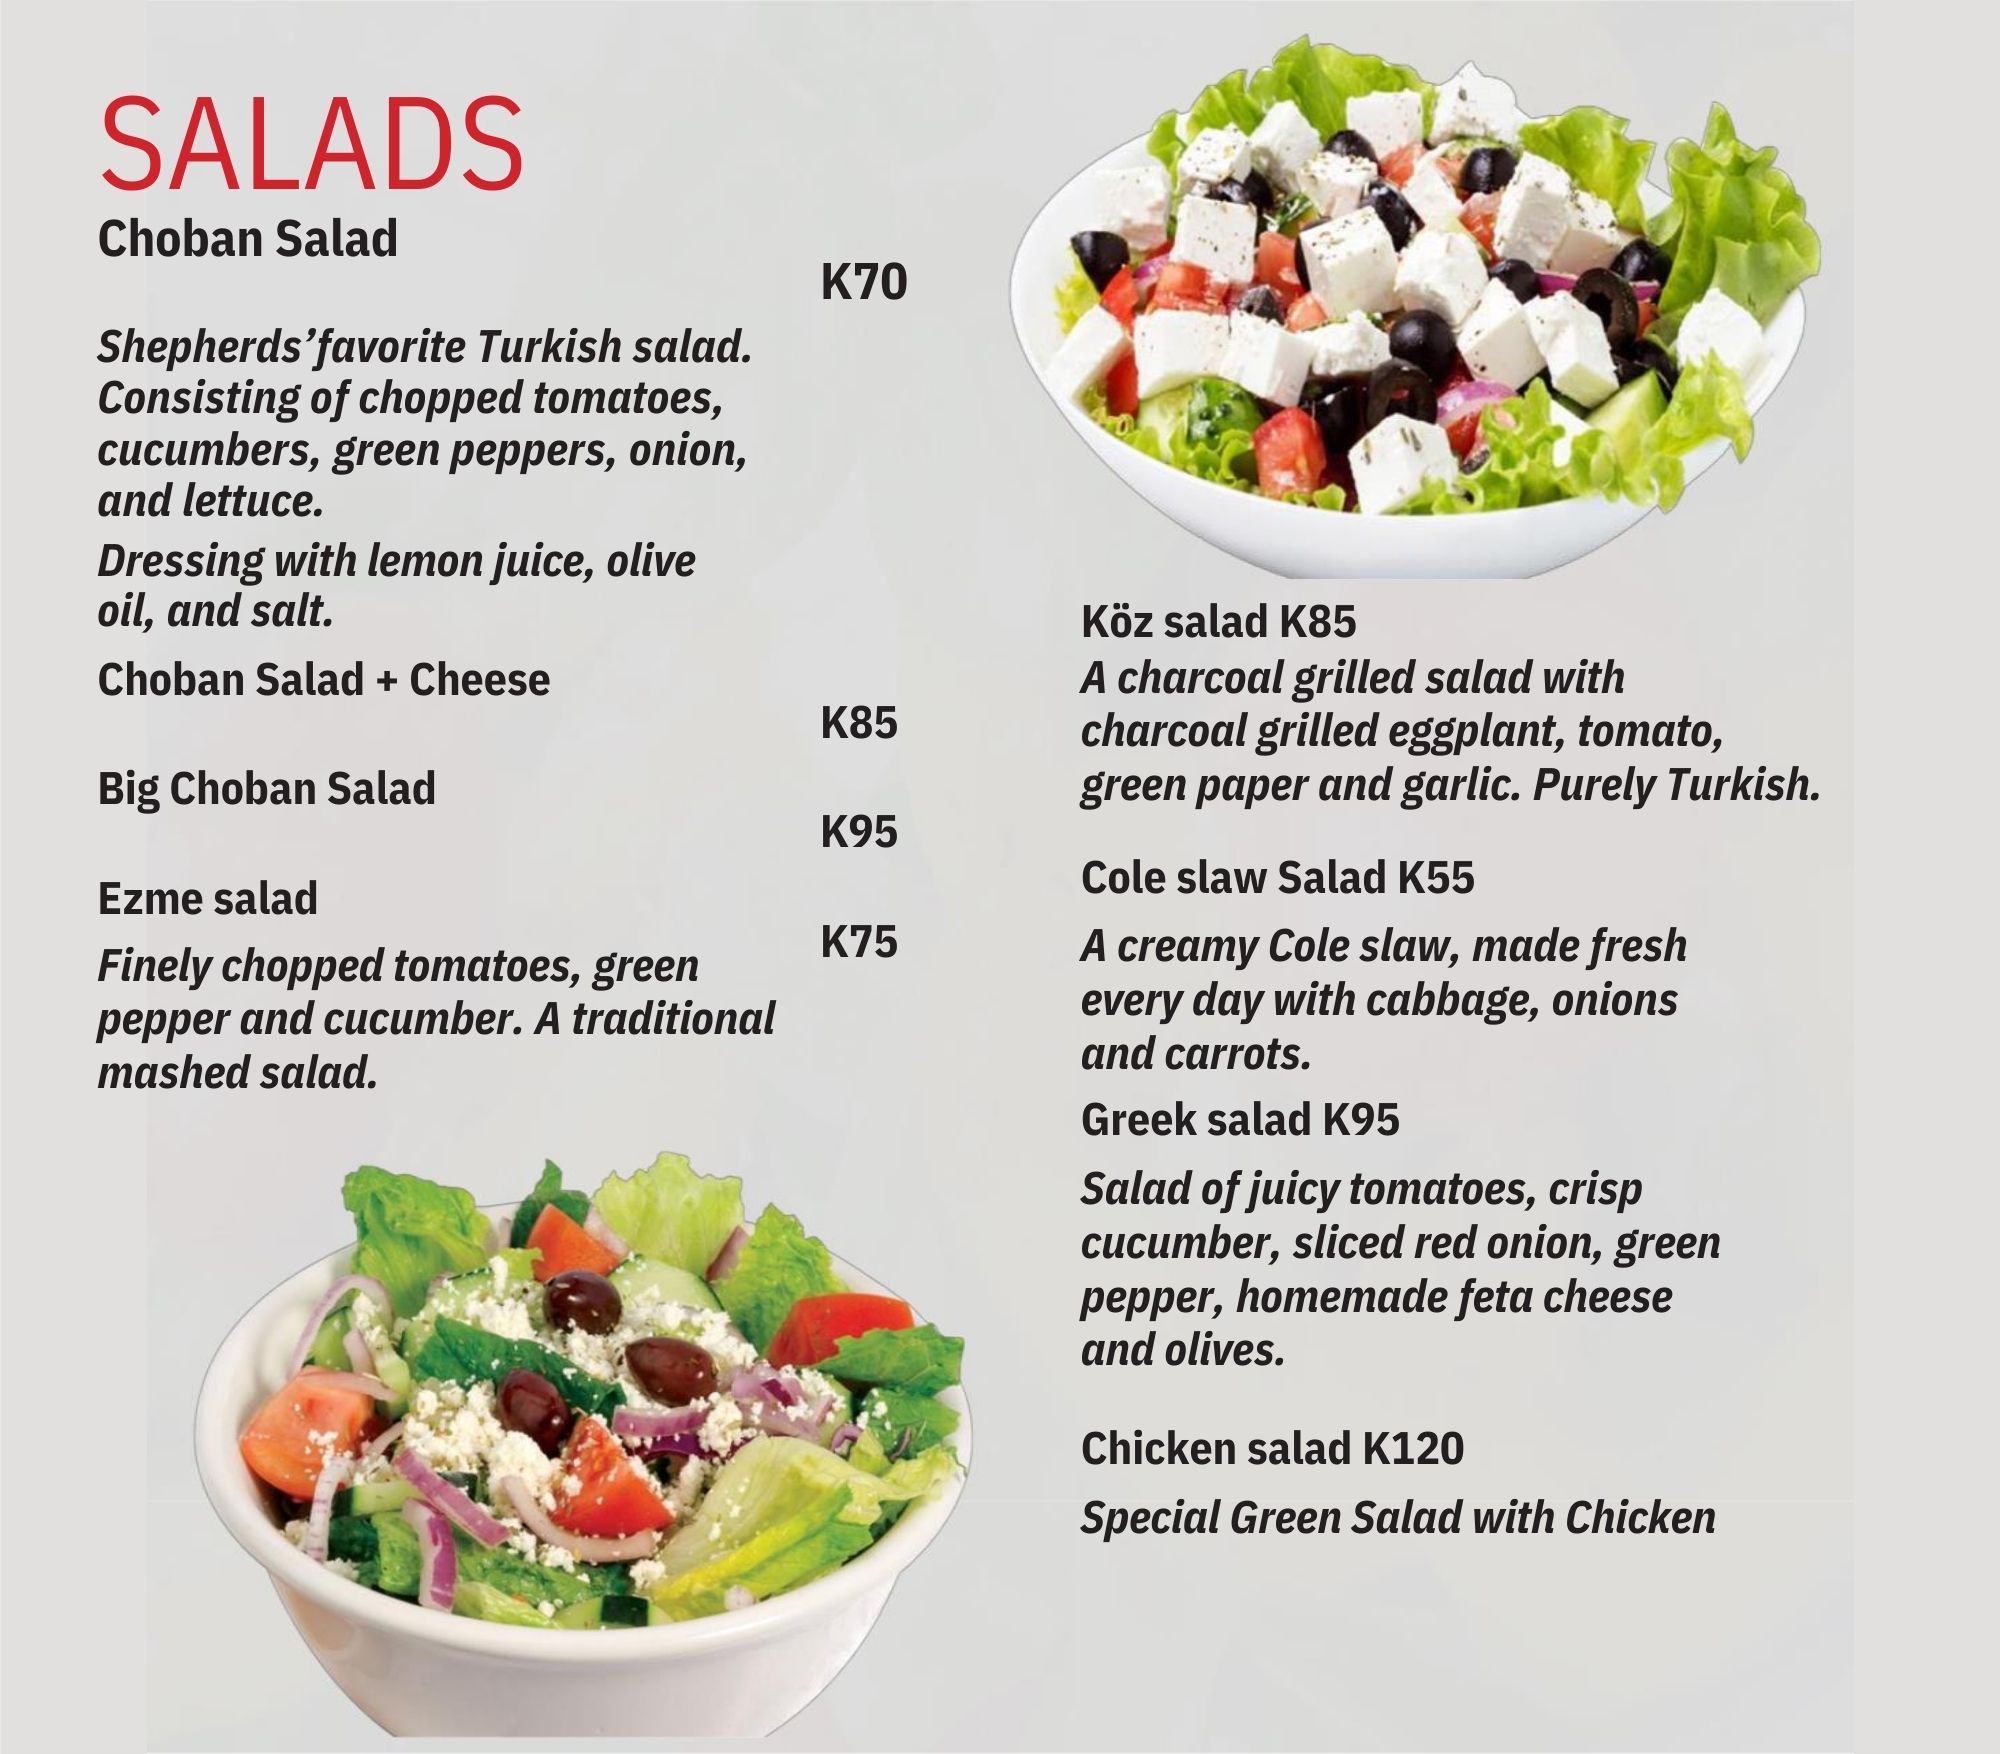 SALADS
Choban Salad
K70
Shepherds’favorite Turkish salad.
Consisting of chopped tomatoes,
cucumbers, green peppers, onion,
and lettuce.
Dressing with lemon juice, olive
oil, and salt.
Choban Salad + Cheese
K85
Big Choban Salad
K95
Ezme salad
K75
Finely chopped tomatoes, green
pepper and cucumber. A traditional
mashed salad.
Köz salad K85
A charcoal grilled salad with
charcoal grilled eggplant, tomato,
green paper and garlic. Purely Turkish.
Cole slaw Salad K55
A creamy Cole slaw, made fresh
every day with cabbage, onions
and carrots.
Greek salad K95
Salad of juicy tomatoes, crisp
cucumber, sliced red onion, green
pepper, homemade feta cheese
and olives.
Chicken salad K120
Special Green Salad with Chicken